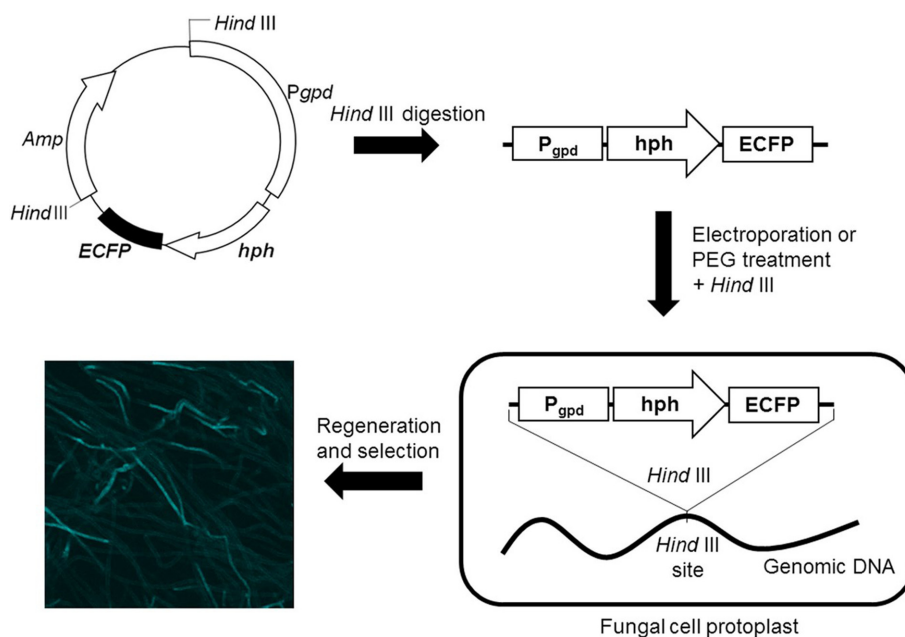 Hind III
Pgpd
Amp
Hind III
ECFP
hph
Hind III digestion
Pgpd
hph
ECFP
Electroporation or
PEG treatment
+ Hind III
Pgpd
hph
ECFP
Hind III
Hind III
site
Genomic DNA
Fungal cell protoplast
Regeneration
and selection